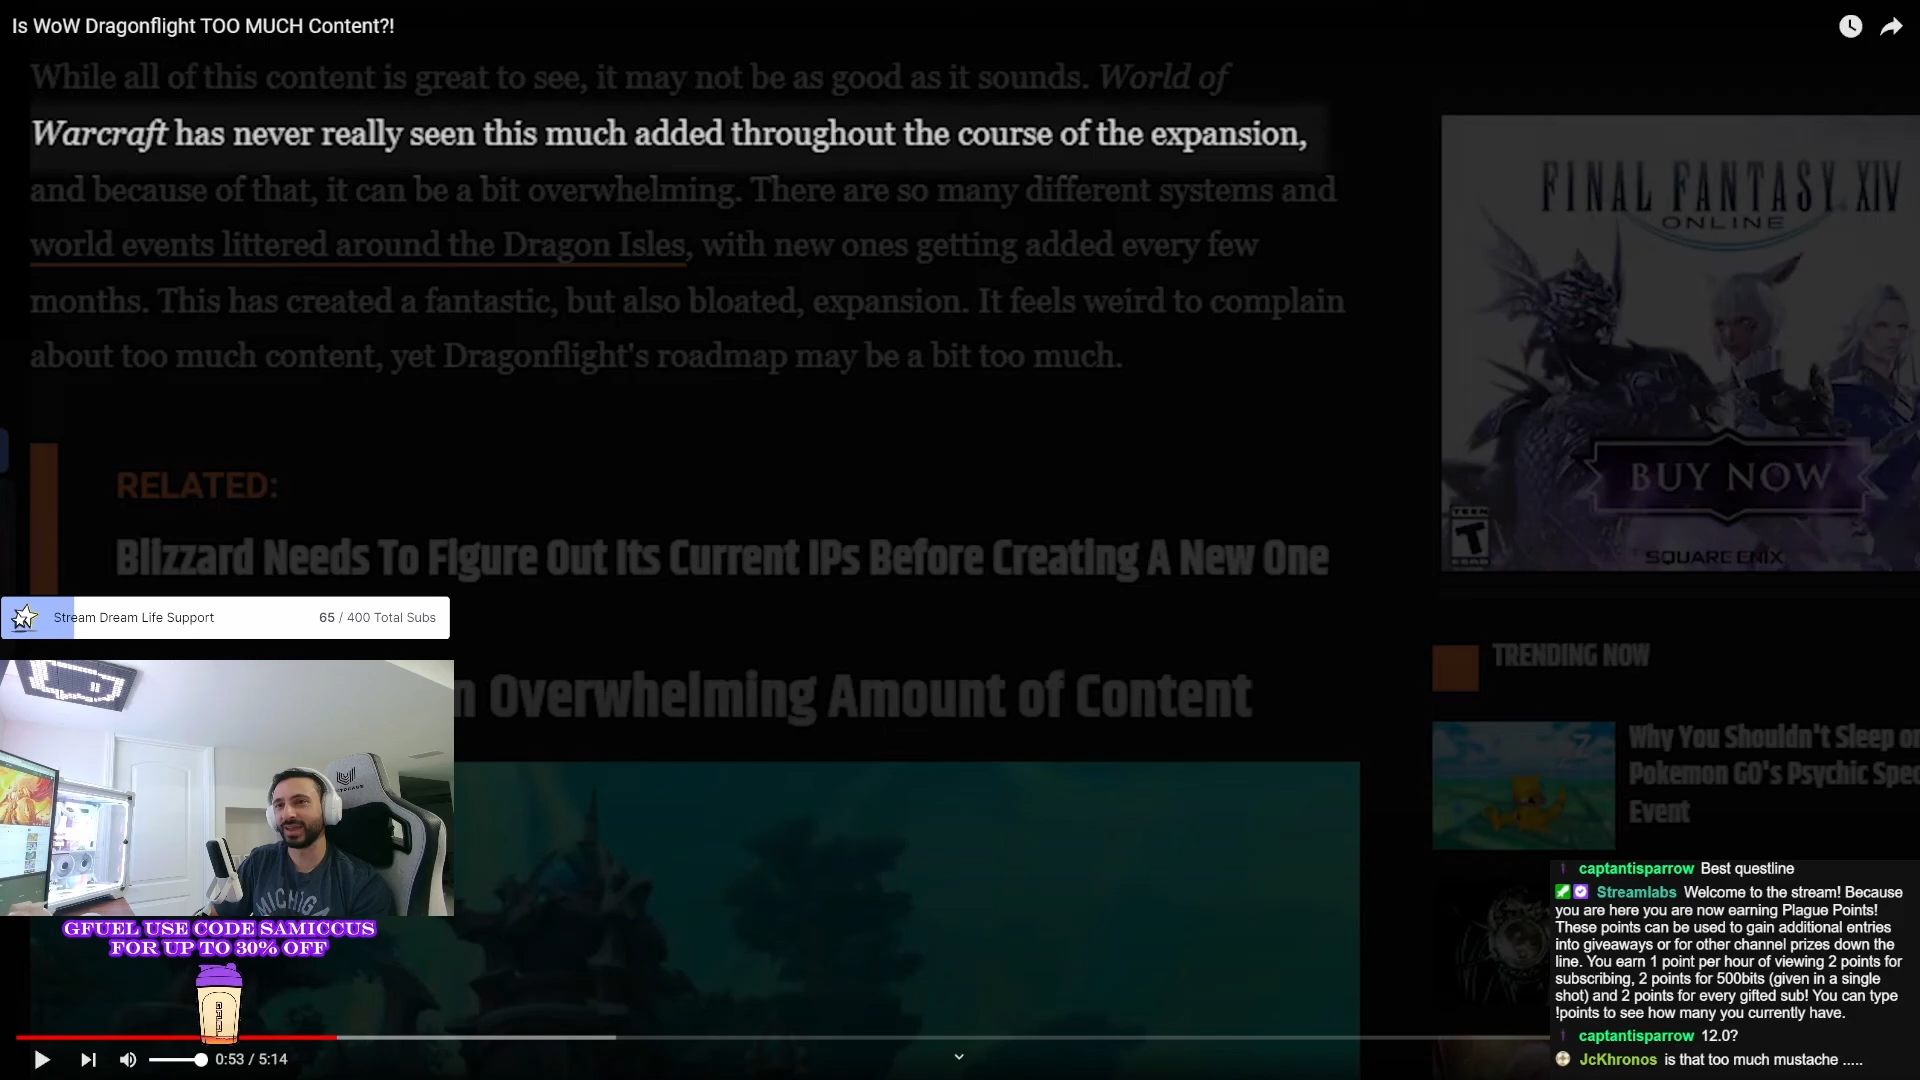 Is WoW Dragonflight TOO MUCH Content?!
While all of this content is great to see, it may not be as good as it sounds. World of
Warcraft has never really seen this much added throughout the course of the expansion,
and because of that, it can be a bit overwhelming. There are so many different systems and
world events littered around the Dragon Isles, with new ones getting added every few
months. This has created a fantastic, but also bloated, expansion. It feels weird to complain
about too much content, yet Dragonflight's roadmap may be a bit too much.
FINAL FANTASY XIV
ONLINE
BUY NOW
TEEN
T
SQUARE ENIX
RELATED:
Blizzard Needs To Figure Out Its Current IPs Before Creating A New One
Stream Dream Life Support
65 / 400 Total Subs
n Overwhelming Amount of Content
TRENDING NOW
Why You Shouldn't Sleep on
Pokemon GO's Psychic Spec
Event
MICHIGA
GFUEL USE CODE SAMICCUS
FOR UP TO 30% OFF
captantisparrow Best questline
Streamlabs Welcome to the stream! Because
you are here you are now earning Plague Points!
These points can be used to gain additional entries
into giveaways or for other channel prizes down the
line. You earn 1 point per hour of viewing 2 points for
subscribing, 2 points for 500bits (given in a single
shot) and 2 points for every gifted sub! You can type
!points to see how many you currently have.
captantisparrow 12.0?
JcKhronos is that too much mustache .....
0:53 / 5:14